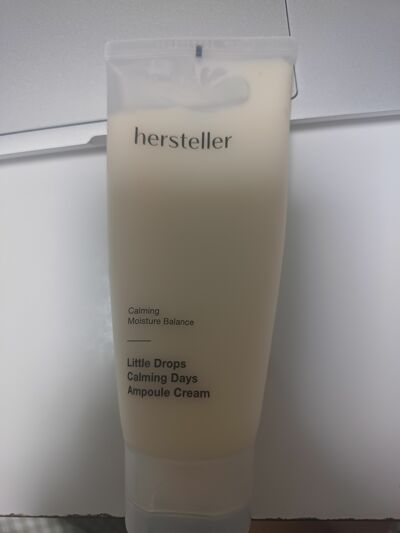 hersteller
Calming
Moisture Balance
Little Drops
Calming Days
Ampoule Cream